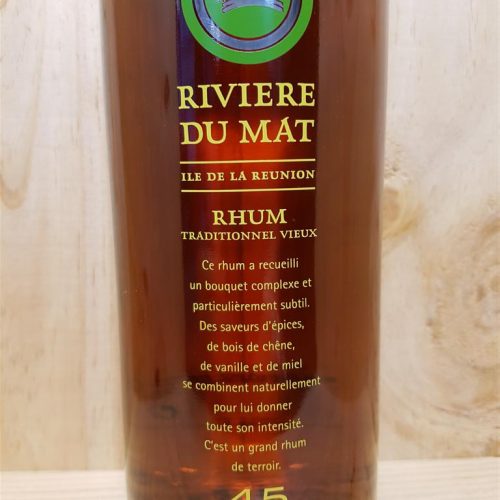 RIVIERE
DU MÂT
ILE DE LA REUNION
RHUM
TRADITIONNEL VIEUX
Ce rhum a recueilli
un bouquet complexe et
particulièrement subtil.
Des saveurs d'épices,
de bois de chêne,
de vanille et de miel
se combinent naturellement
pour lui donner
toute son intensité.
C'est un grand rhum
de terroir.
45